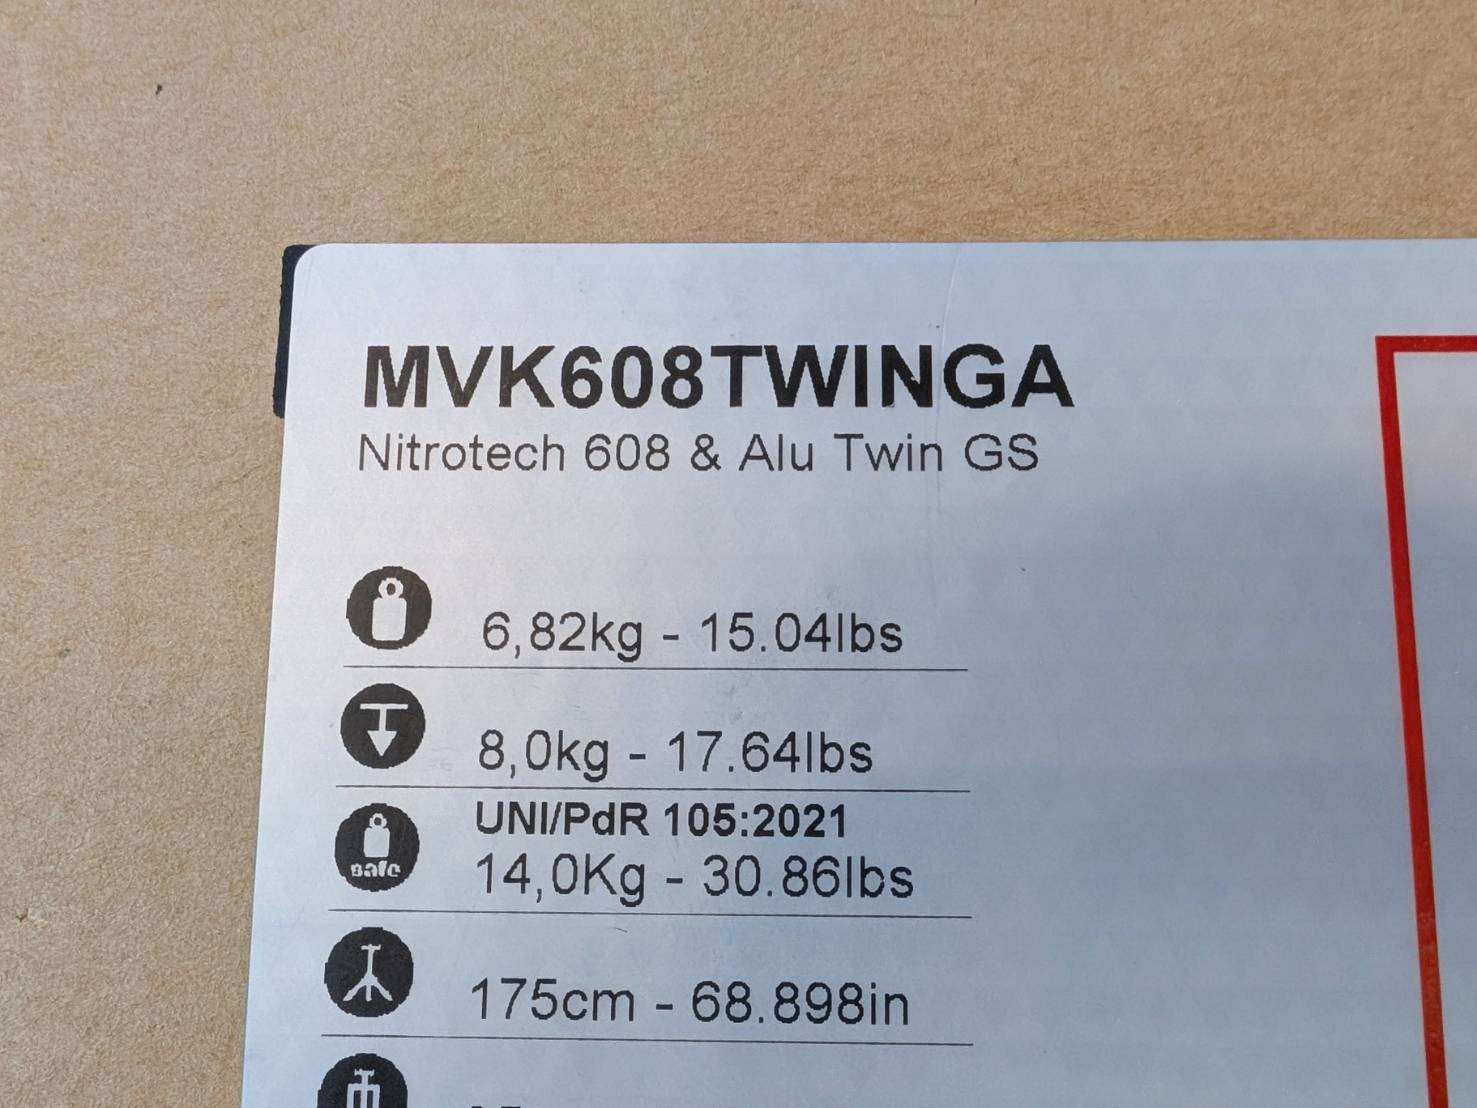 MVK608TWINGA
Nitrotech 608 & Alu Twin GS
6,82kg - 15.04lbs
8,0kg - 17.64lbs
UNI/PdR 105:2021
safe
14,0Kg - 30.86lbs
175cm - 68.898in